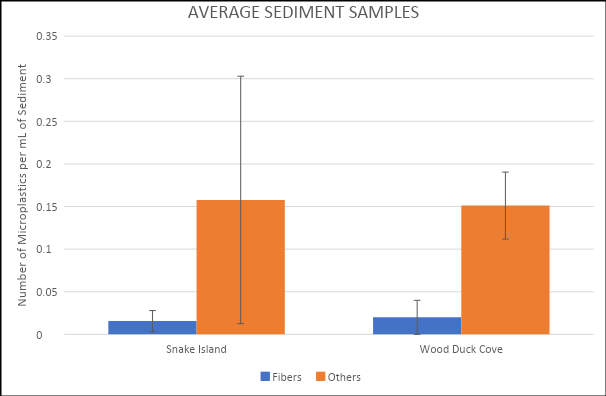 AVERAGE SEDIMENT SAMPLES
Number of Microplastics per mL of Sediment
0.35
0.3
0.25
0.2
0.15
0.1
0.05
0
Snake Island Wood Duck Cove
Fibers Others